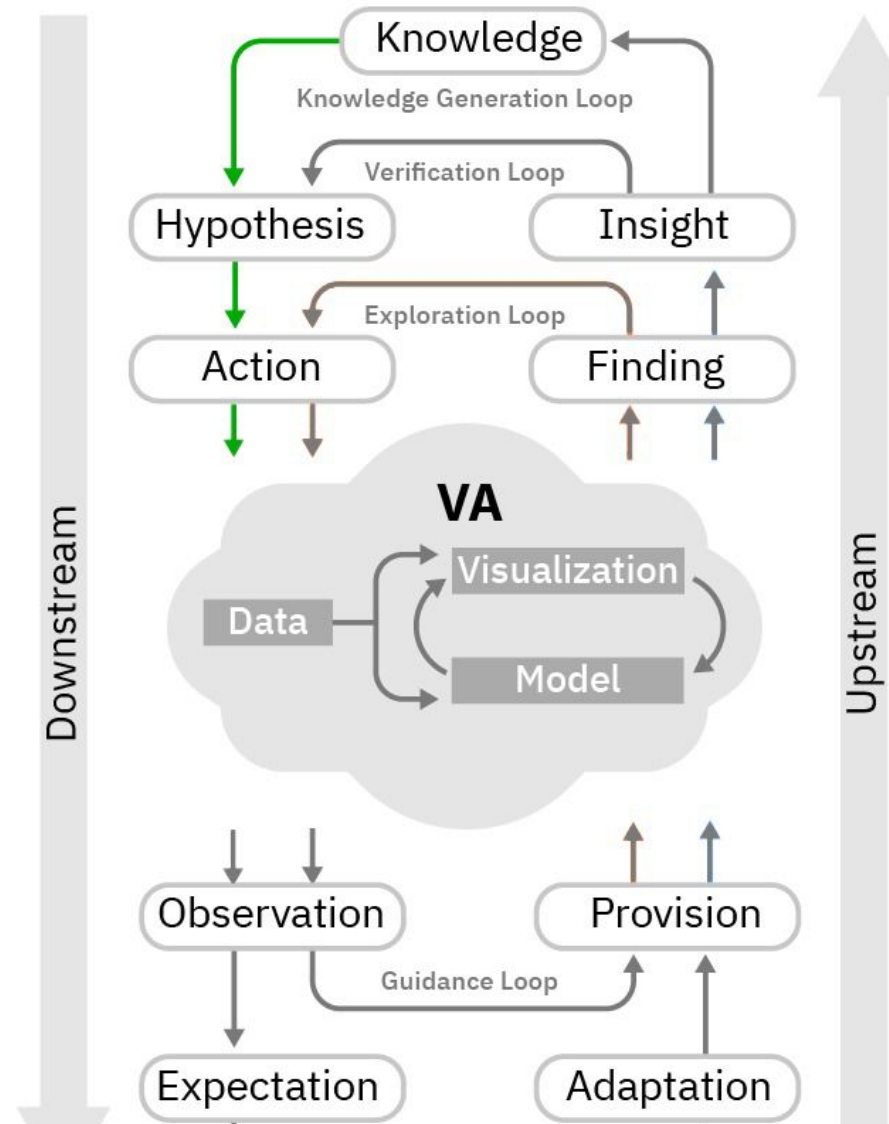 Knowledge
Knowledge Generation Loop
Verification Loop
Hypothesis
Insight
Exploration Loop
Action
Finding
VA
Visualization
Data
Model
Downstream
Upstream
Observation
Provision
Guidance Loop
Expectation
Adaptation